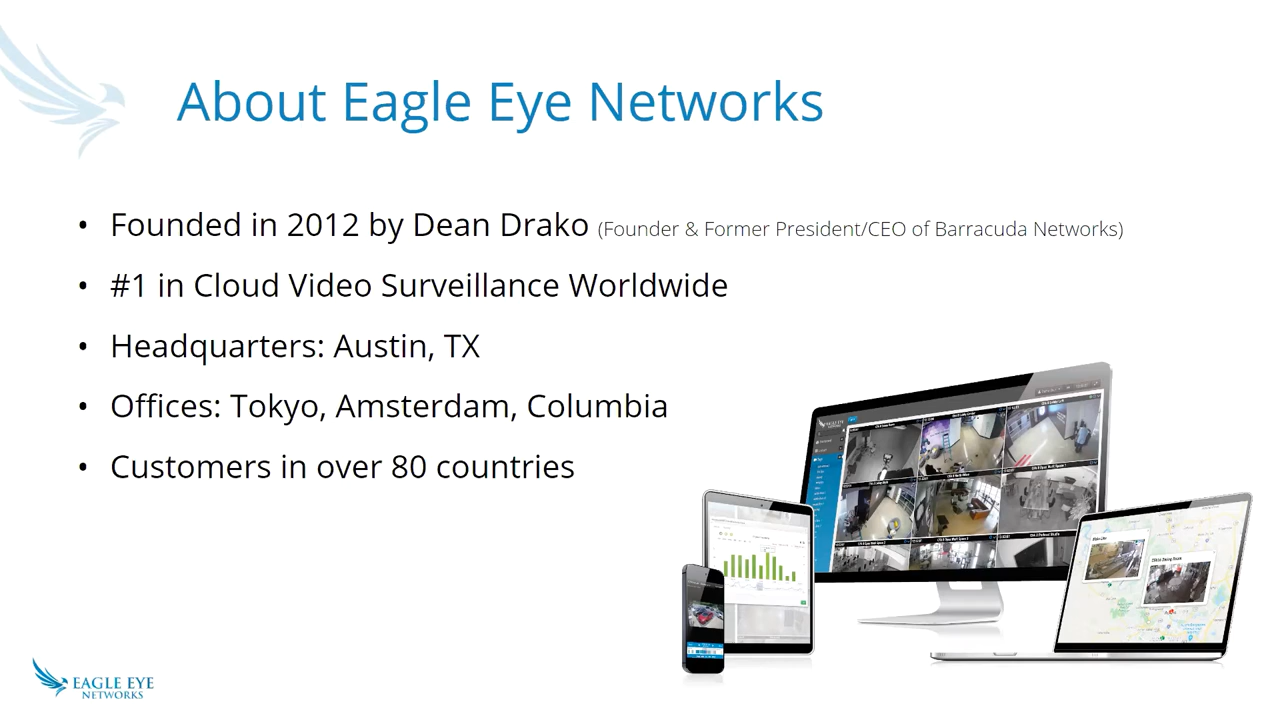 About Eagle Eye Networks
• Founded in 2012 by Dean Drako (Founder & Former President/CEO of Barracuda Networks)
• #1 in Cloud Video Surveillance Worldwide
• Headquarters: Austin, TX
• Offices: Tokyo, Amsterdam, Columbia
• Customers in over 80 countries
EAGLE EYE
NETWORKS